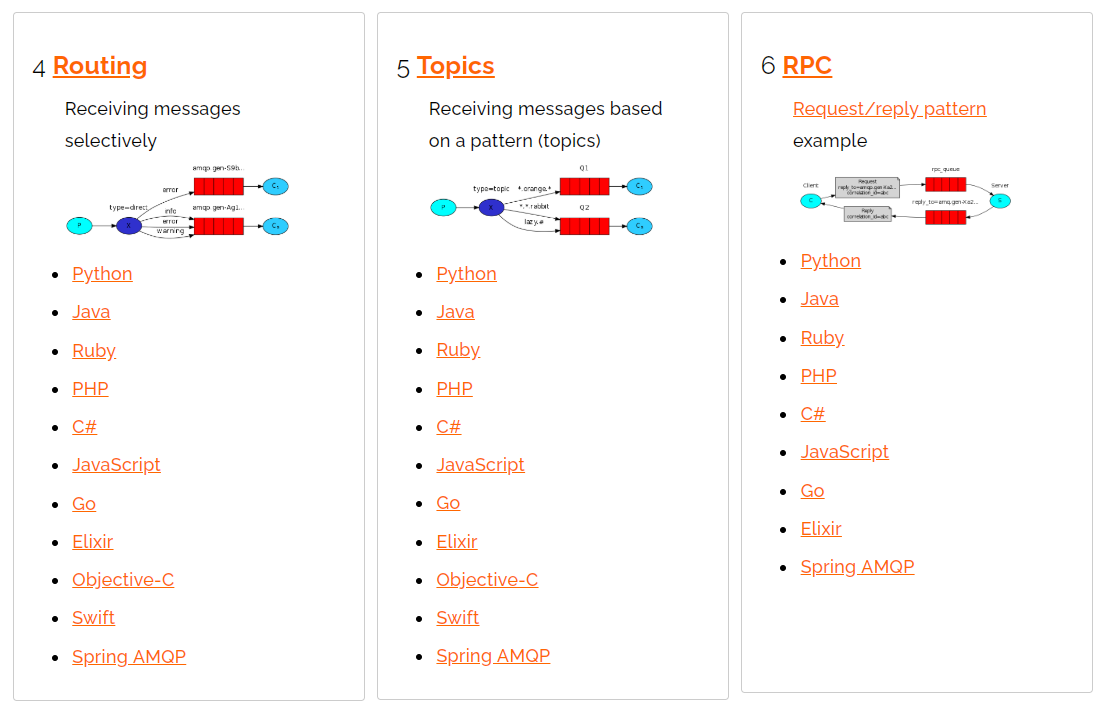 4 Routing
Receiving messages
selectively
amqp.gen-S9b...
error
C₁
type=direct
amqp.gen-Ag1...
info
P
X
error
C₂
warning
Python
Java
Ruby
PHP
C#
JavaScript
Go
Elixir
Objective-C
Swift
Spring AMQP
5 Topics
Receiving messages based
on a pattern (topics)
Q1
type=topic
*.orange.*
C₁
P
X
*.*.rabbit
Q2
lazy.#
C₂
Python
Java
Ruby
PHP
C#
JavaScript
Go
Elixir
Objective-C
Swift
Spring AMQP
6 RPC
Request/reply pattern
example
rpc_queue
Client
Request
reply_to=amqp.gen-Xa2...
correlation_id=abc
Server
C
reply_to=amq.gen-Xa2...
S
Reply
correlation_id=abc
Python
Java
Ruby
PHP
C#
JavaScript
Go
Elixir
Spring AMQP